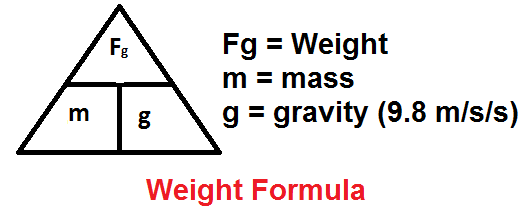 Fg
m
g
Fg = Weight
m = mass
g = gravity (9.8 m/s/s)
Weight Formula